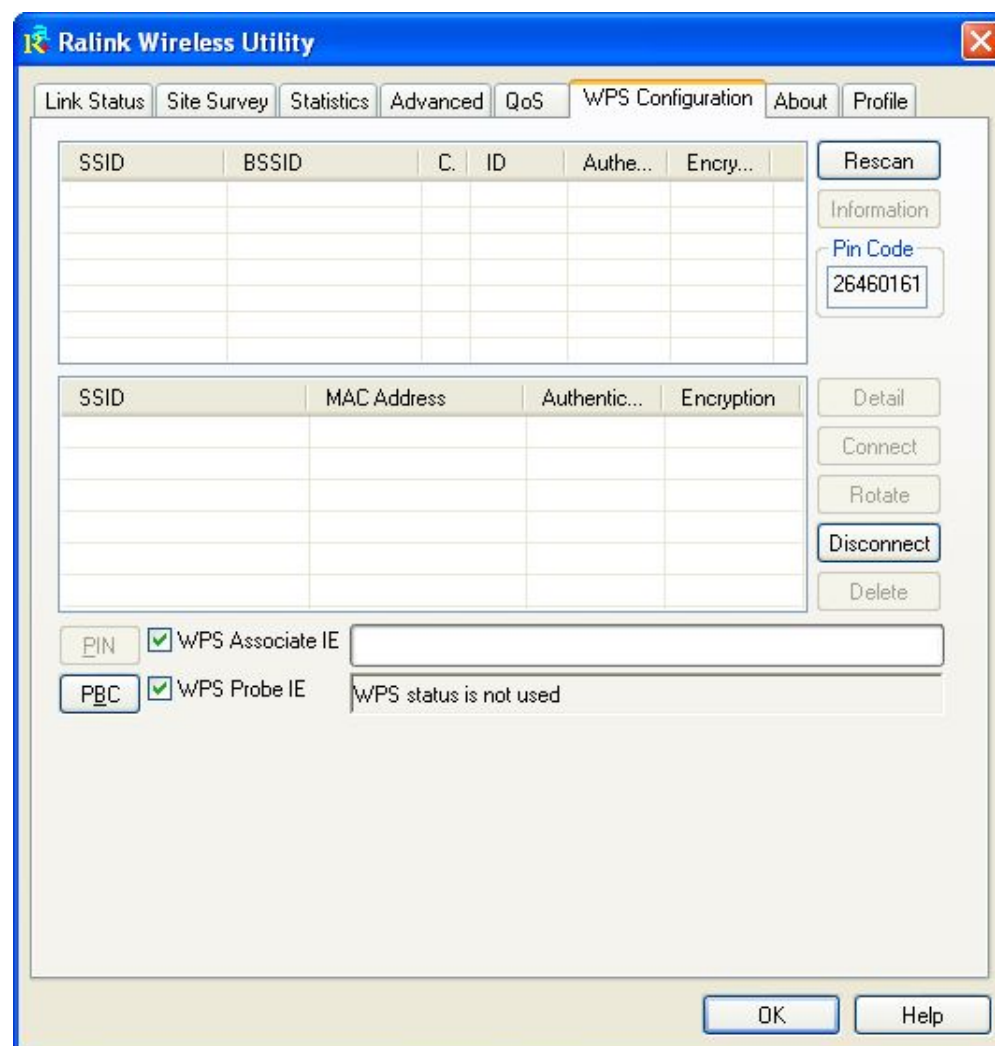 Ralink Wireless Utility
Link Status Site Survey Statistics Advanced QoS WPS Configuration About Profile
SSID BSSID C. ID Authe... Encry... Rescan
Information
Pin Code
26460161
SSID MAC Address Authentic... Encryption Detail
Connect
Rotate
Disconnect
Delete
PIN WPS Associate IE
PBC WPS Probe IE WPS status is not used
OK Help